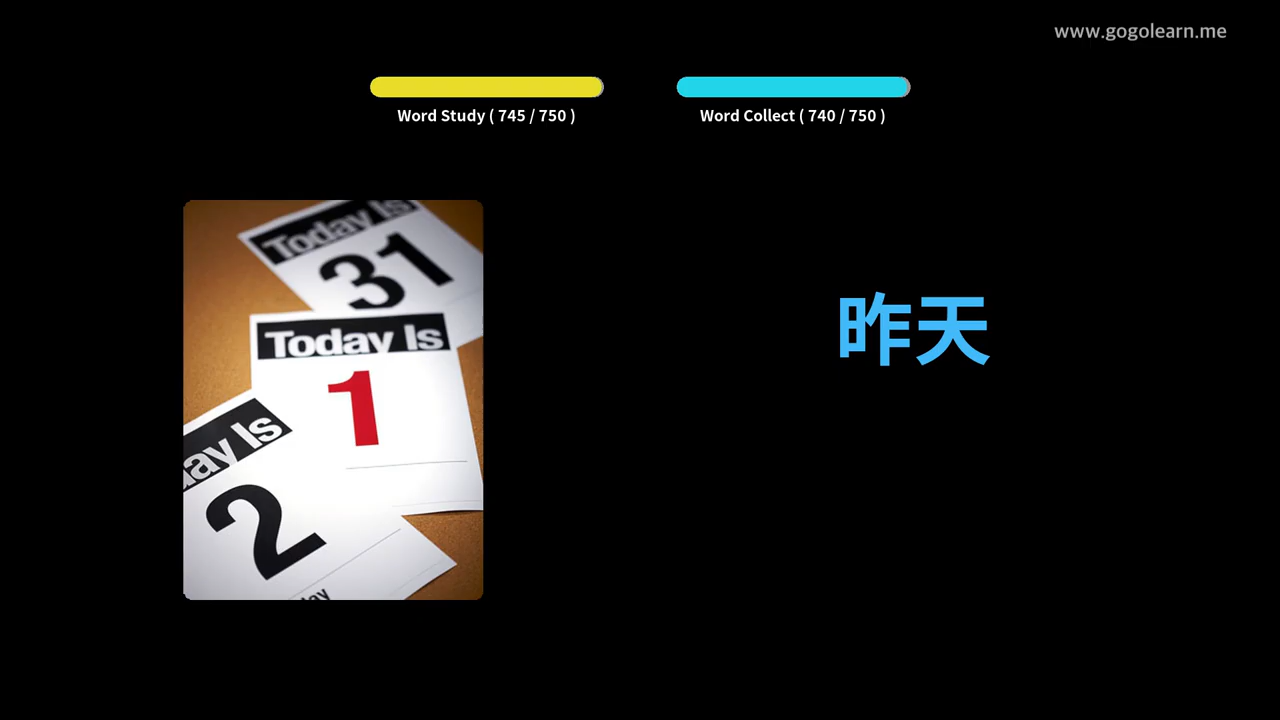 www.gogolearn.me
Word Study ( 745 / 750 )
Word Collect ( 740 / 750 )
Today Is
31
Today Is
1
ay Is
2
昨天